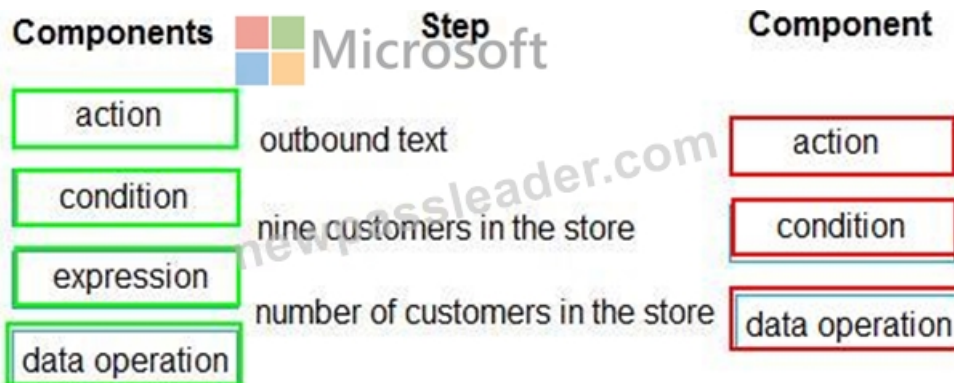 Components Step Component
Microsoft
action
outbound text
action
condition
nine customers in the store
condition
expression
number of customers in the store
data operation
data operation
newpassleader.com